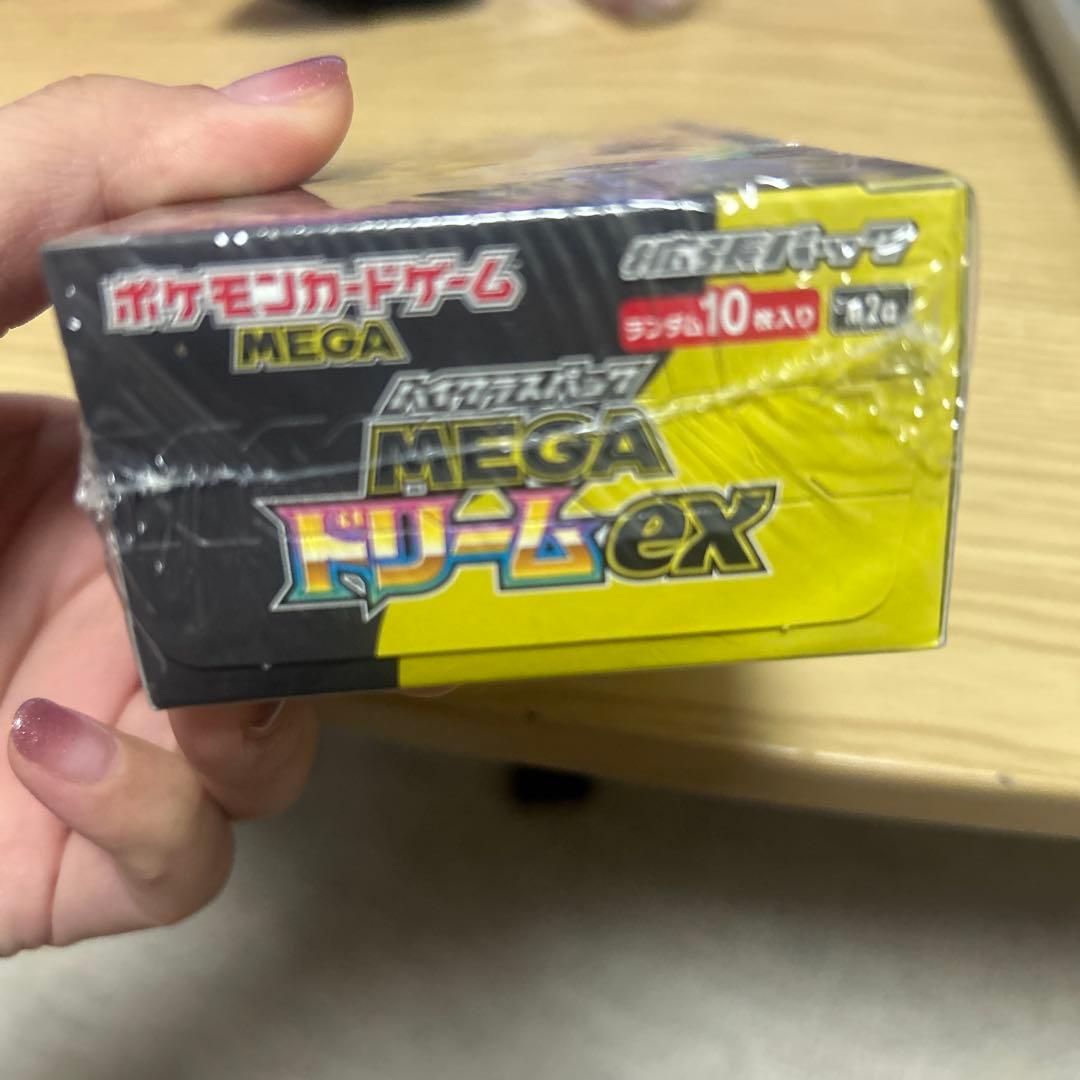 ポケモンカードゲーム
MEGA
拡張パック
ランダム10枚入り
ハイクラスパック
MEGA
ドリームex